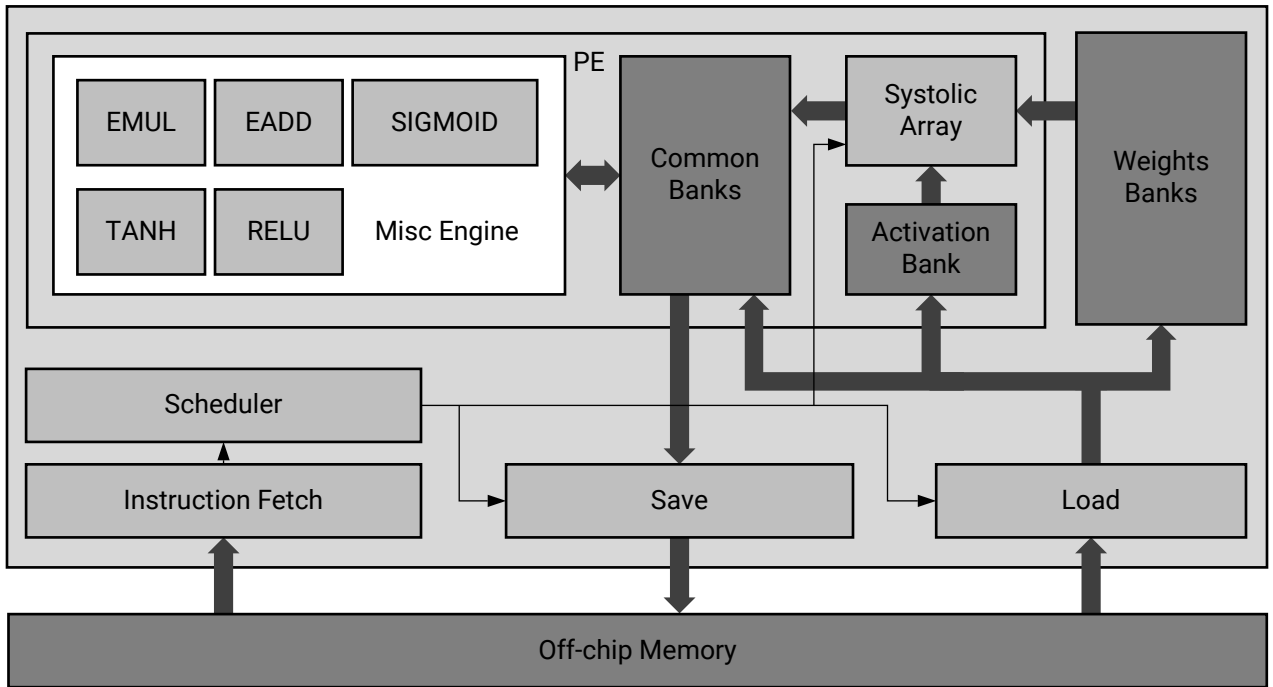 PE
EMUL
EADD
SIGMOID
TANH
RELU
Misc Engine
Common
Banks
Systolic
Array
Activation
Bank
Weights
Banks
Scheduler
Instruction Fetch
Save
Load
Off-chip Memory